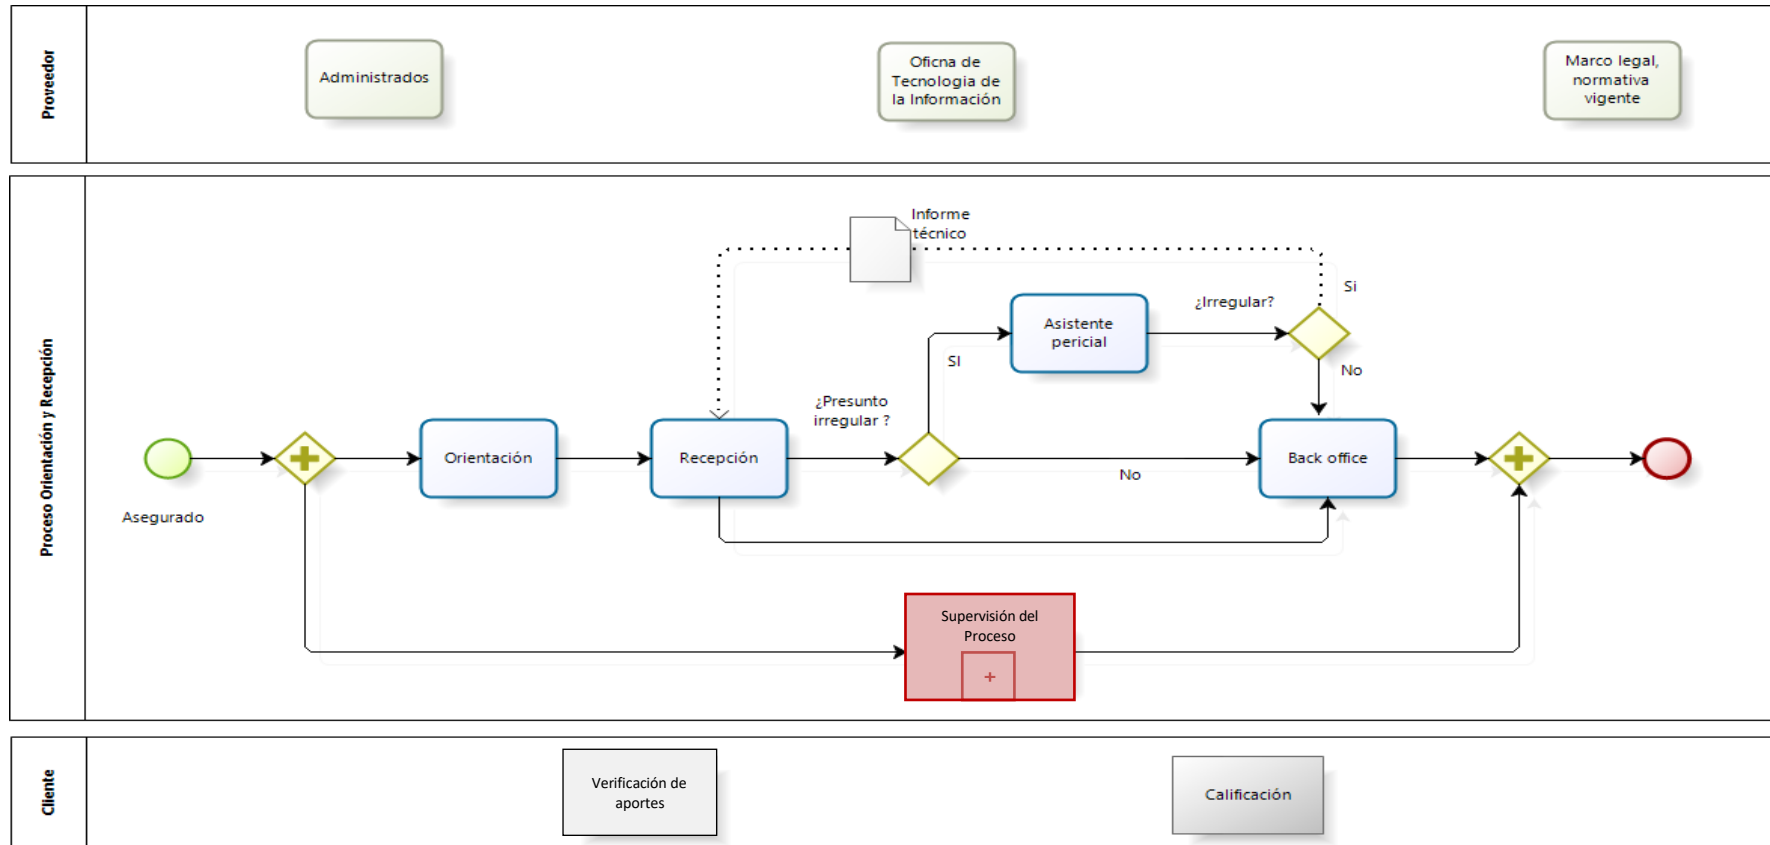 Proveedor
Administrados
Oficna de
Tecnologia de
la Información
Marco legal,
normativa
vigente
Proceso Orientación y Recepción
Informe
técnico
Si
¿Irregular?
Asistente
pericial
SI
No
¿Presunto
irregular ?
Orientación
Recepción
Back office
No
Asegurado
Supervisión del
Proceso
+
Cliente
Verificación de
aportes
Calificación